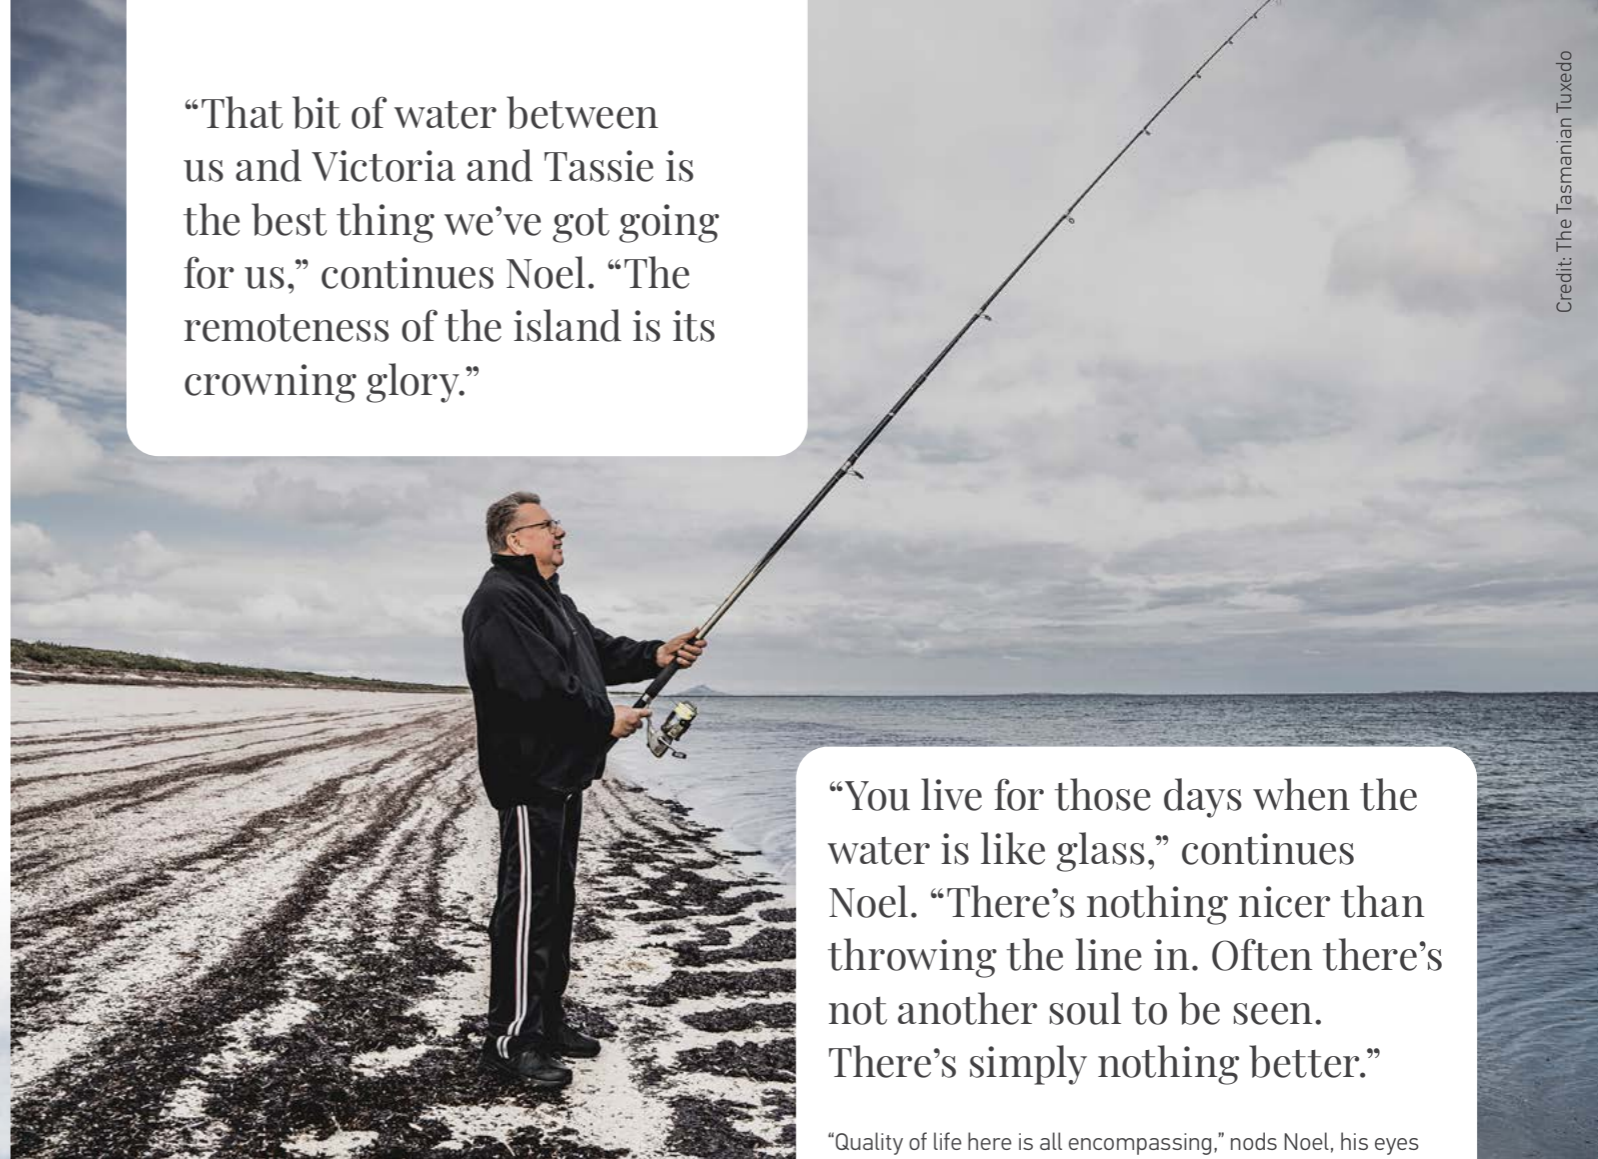 “That bit of water between
us and Victoria and Tassie is
the best thing we’ve got going
for us,” continues Noel. “The
remoteness of the island is its
crowning glory.”
Credit: The Tasmanian Tuxedo
“You live for those days when the
water is like glass,” continues
Noel. “There’s nothing nicer than
throwing the line in. Often there’s
not another soul to be seen.
There’s simply nothing better.”
“Quality of life here is all encompassing,” nods Noel, his eyes